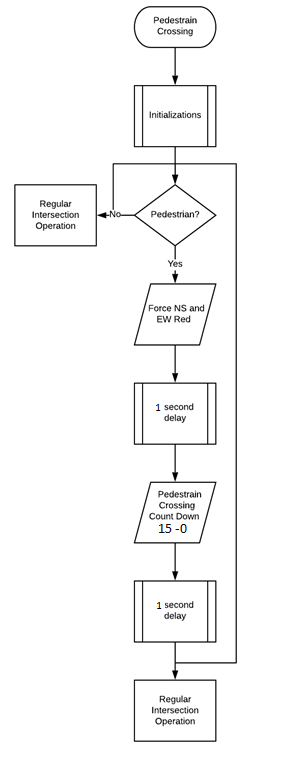 Pedestrain
Crossing
Initializations
Pedestrian?
No
Regular
Intersection
Operation
Yes
Force NS and
EW Red
1 second
delay
Pedestrain
Crossing
Count Down
15 -0
1 second
delay
Regular
Intersection
Operation